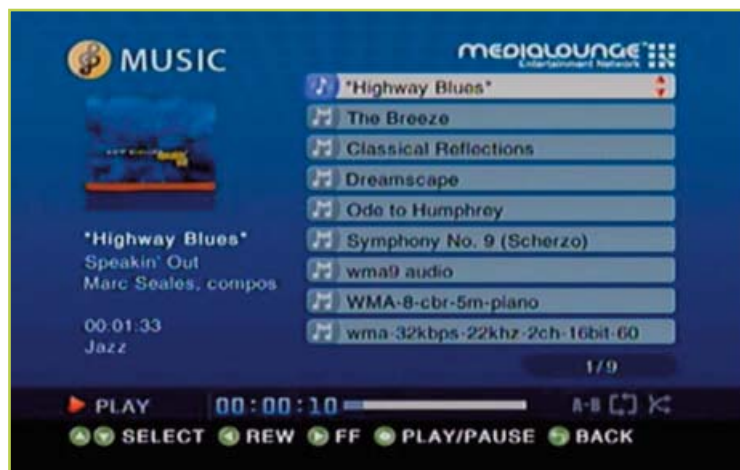 MUSIC
MEDIALOUNGE
Entertainment Network
"Highway Blues"
The Breeze
Classical Reflections
Dreamscape
Ode to Humphrey
Symphony No. 9 (Scherzo)
wma9 audio
WMA-8-cbr-5m-piano
wma-32kbps-22khz-2ch-16bit-60
1/9
"Highway Blues"
Speakin' Out
Marc Seales, compos
00:01:33
Jazz
PLAY 00:00:10 A-B
SELECT REW FF PLAY/PAUSE BACK